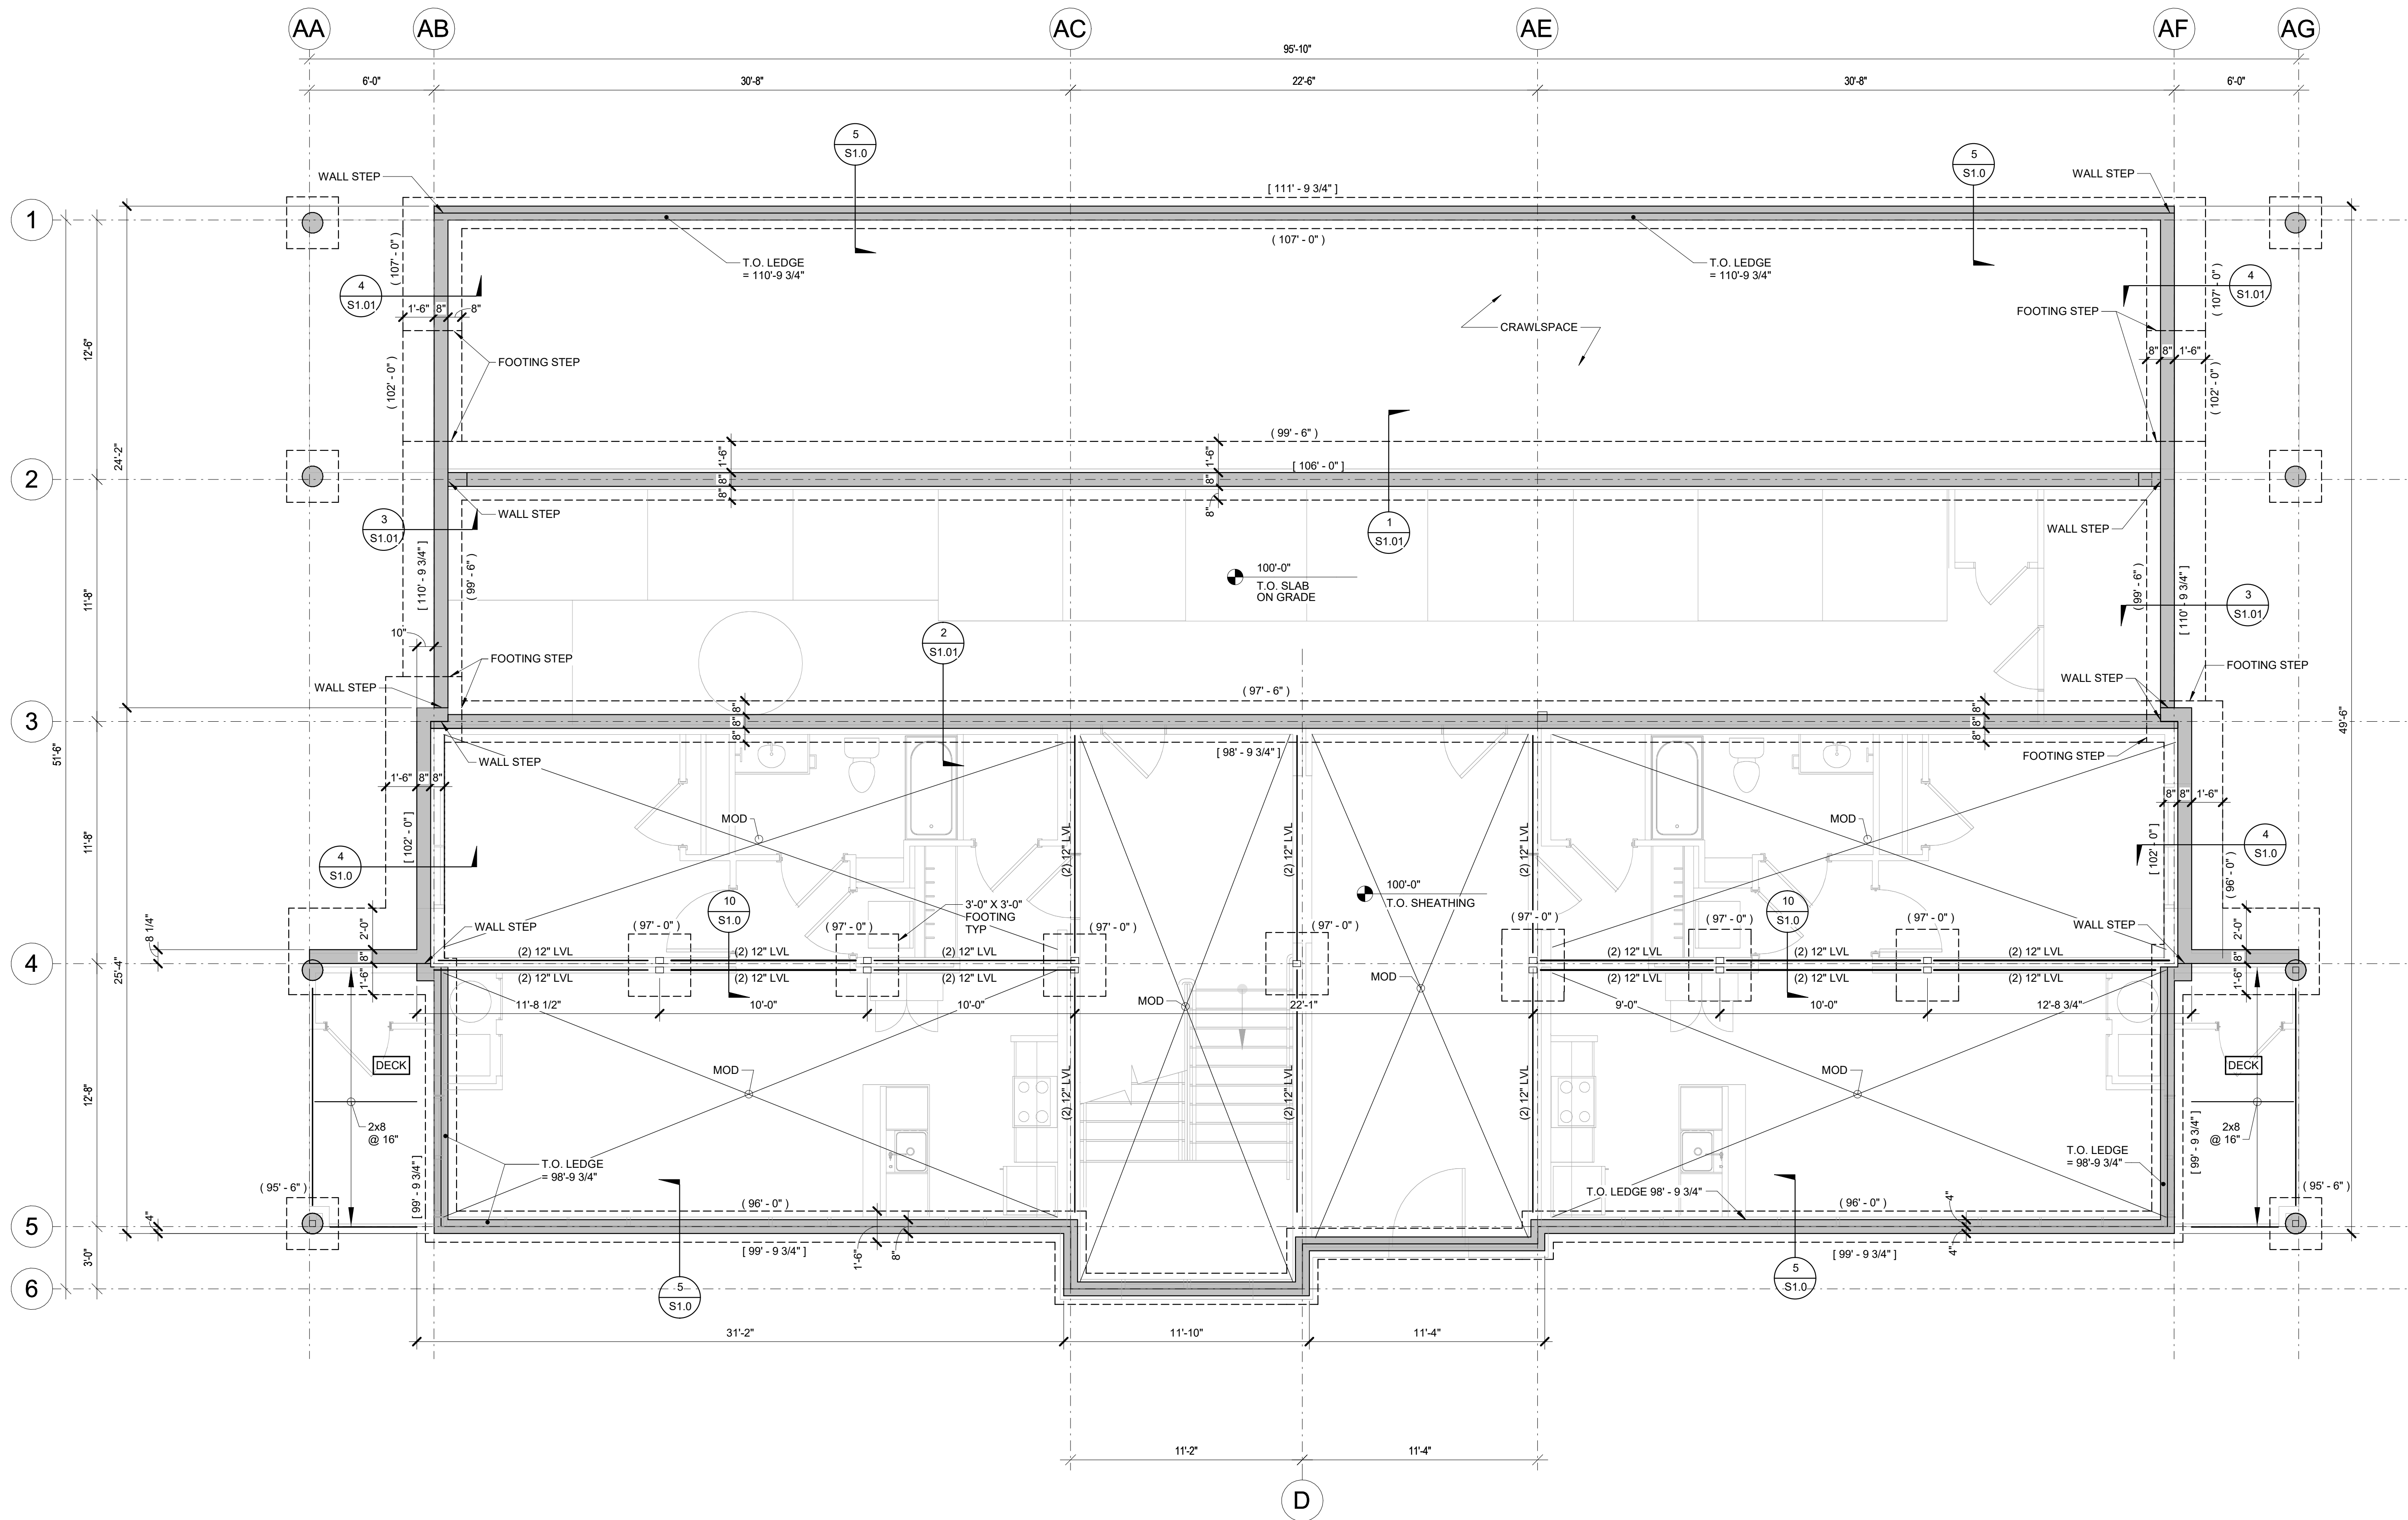 AA
AB
AC
AE
AF
AG
95'-10"
6'-0"
30'-8"
22'-6"
30'-8"
6'-0"
5
S1.0
5
S1.0
WALL STEP
WALL STEP
[ 111' - 9 3/4" ]
1
( 107' - 0" )
( 107' - 0" )
T.O. LEDGE
= 110'-9 3/4"
T.O. LEDGE
= 110'-9 3/4"
( 107' - 0" )
4
S1.01
4
S1.01
1'-6"
8"
8"
FOOTING STEP
CRAWLSPACE
12'-6"
FOOTING STEP
8"
8"
1'-6"
( 102' - 0" )
( 102' - 0" )
24'-2"
( 99' - 6" )
1'-6"
1'-6"
[ 106' - 0" ]
2
8"
8"
8"
8"
WALL STEP
WALL STEP
3
S1.01
1
S1.01
[ 110' - 9 3/4" ]
( 99' - 6" )
100'-0"
T.O. SLAB
ON GRADE
( 99' - 6" )
[ 110' - 9 3/4" ]
3
S1.01
11'-8"
10"
2
S1.01
FOOTING STEP
FOOTING STEP
WALL STEP
WALL STEP
( 97' - 6" )
3
8"
8"
8"
8"
8"
8"
51'-6"
49'-6"
[ 98' - 9 3/4" ]
WALL STEP
FOOTING STEP
1'-6"
8"
8"
8"
8"
1'-6"
MOD
MOD
11'-8"
[ 102' - 0" ]
(2) 12" LVL
(2) 12" LVL
(2) 12" LVL
[ 102' - 0" ]
4
S1.0
4
S1.0
( 96' - 0" )
100'-0"
T.O. SHEATHING
10
S1.0
3'-0" X 3'-0"
FOOTING
TYP
10
S1.0
8 1/4"
2'-0"
WALL STEP
( 97' - 0" )
( 97' - 0" )
( 97' - 0" )
( 97' - 0" )
( 97' - 0" )
( 97' - 0" )
( 97' - 0" )
WALL STEP
2'-0"
4
8"
(2) 12" LVL
(2) 12" LVL
(2) 12" LVL
(2) 12" LVL
(2) 12" LVL
(2) 12" LVL
8"
25'-4"
1'-6"
(2) 12" LVL
(2) 12" LVL
(2) 12" LVL
(2) 12" LVL
(2) 12" LVL
(2) 12" LVL
1'-6"
MOD
MOD
11'-8 1/2"
10'-0"
10'-0"
22'-1"
9'-0"
10'-0"
12'-8 3/4"
DECK
MOD
MOD
DECK
12'-8"
(2) 12" LVL
(2) 12" LVL
(2) 12" LVL
2x8
@ 16"
2x8
@ 16"
[ 99' - 9 3/4" ]
T.O. LEDGE
= 98'-9 3/4"
T.O. LEDGE
= 98'-9 3/4"
[ 99' - 9 3/4" ]
( 95' - 6" )
( 96' - 0" )
T.O. LEDGE 98' - 9 3/4"
( 96' - 0" )
( 95' - 6" )
4"
4"
5
[ 99' - 9 3/4" ]
1'-6"
8"
4"
[ 99' - 9 3/4" ]
3'-0"
5
S1.0
5
S1.0
6
31'-2"
11'-10"
11'-4"
11'-2"
11'-4"
D